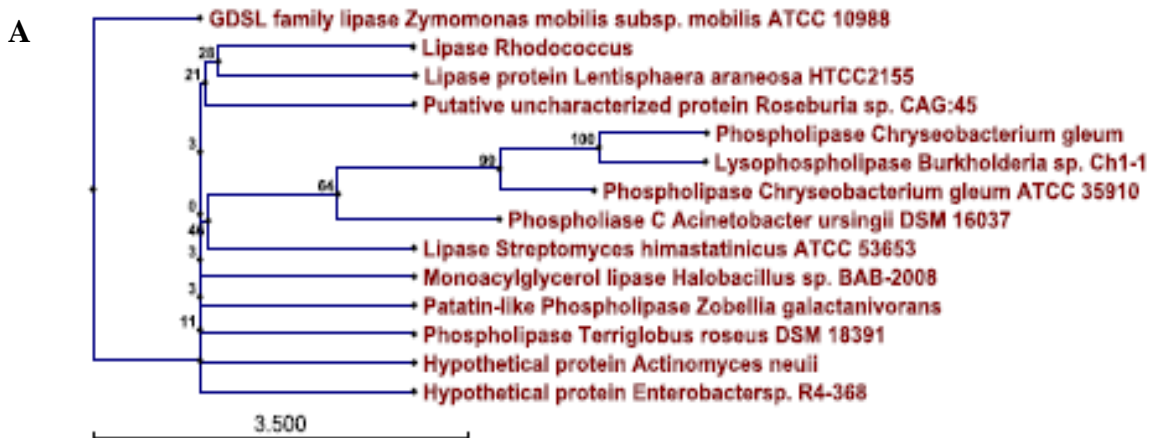 A
GDSL family lipase Zymomonas mobilis subsp. mobilis ATCC 10988
Lipase Rhodococcus
28
Lipase protein Lentisphaera araneosa HTCC2155
21
Putative uncharacterized protein Roseburia sp. CAG:45
Phospholipase Chryseobacterium gleum
100
3
Lysophospholipase Burkholderia sp. Ch1-1
99
Phospholipase Chryseobacterium gleum ATCC 35910
64
0
Phospholiase C Acinetobacter ursingii DSM 16037
46
Lipase Streptomyces himastatinicus ATCC 53653
3
Monoacylglycerol lipase Halobacillus sp. BAB-2008
3
Patatin-like Phospholipase Zobellia galactanivorans
11
Phospholipase Terriglobus roseus DSM 18391
Hypothetical protein Actinomyces neuii
Hypothetical protein Enterobactersp. R4-368
3.500